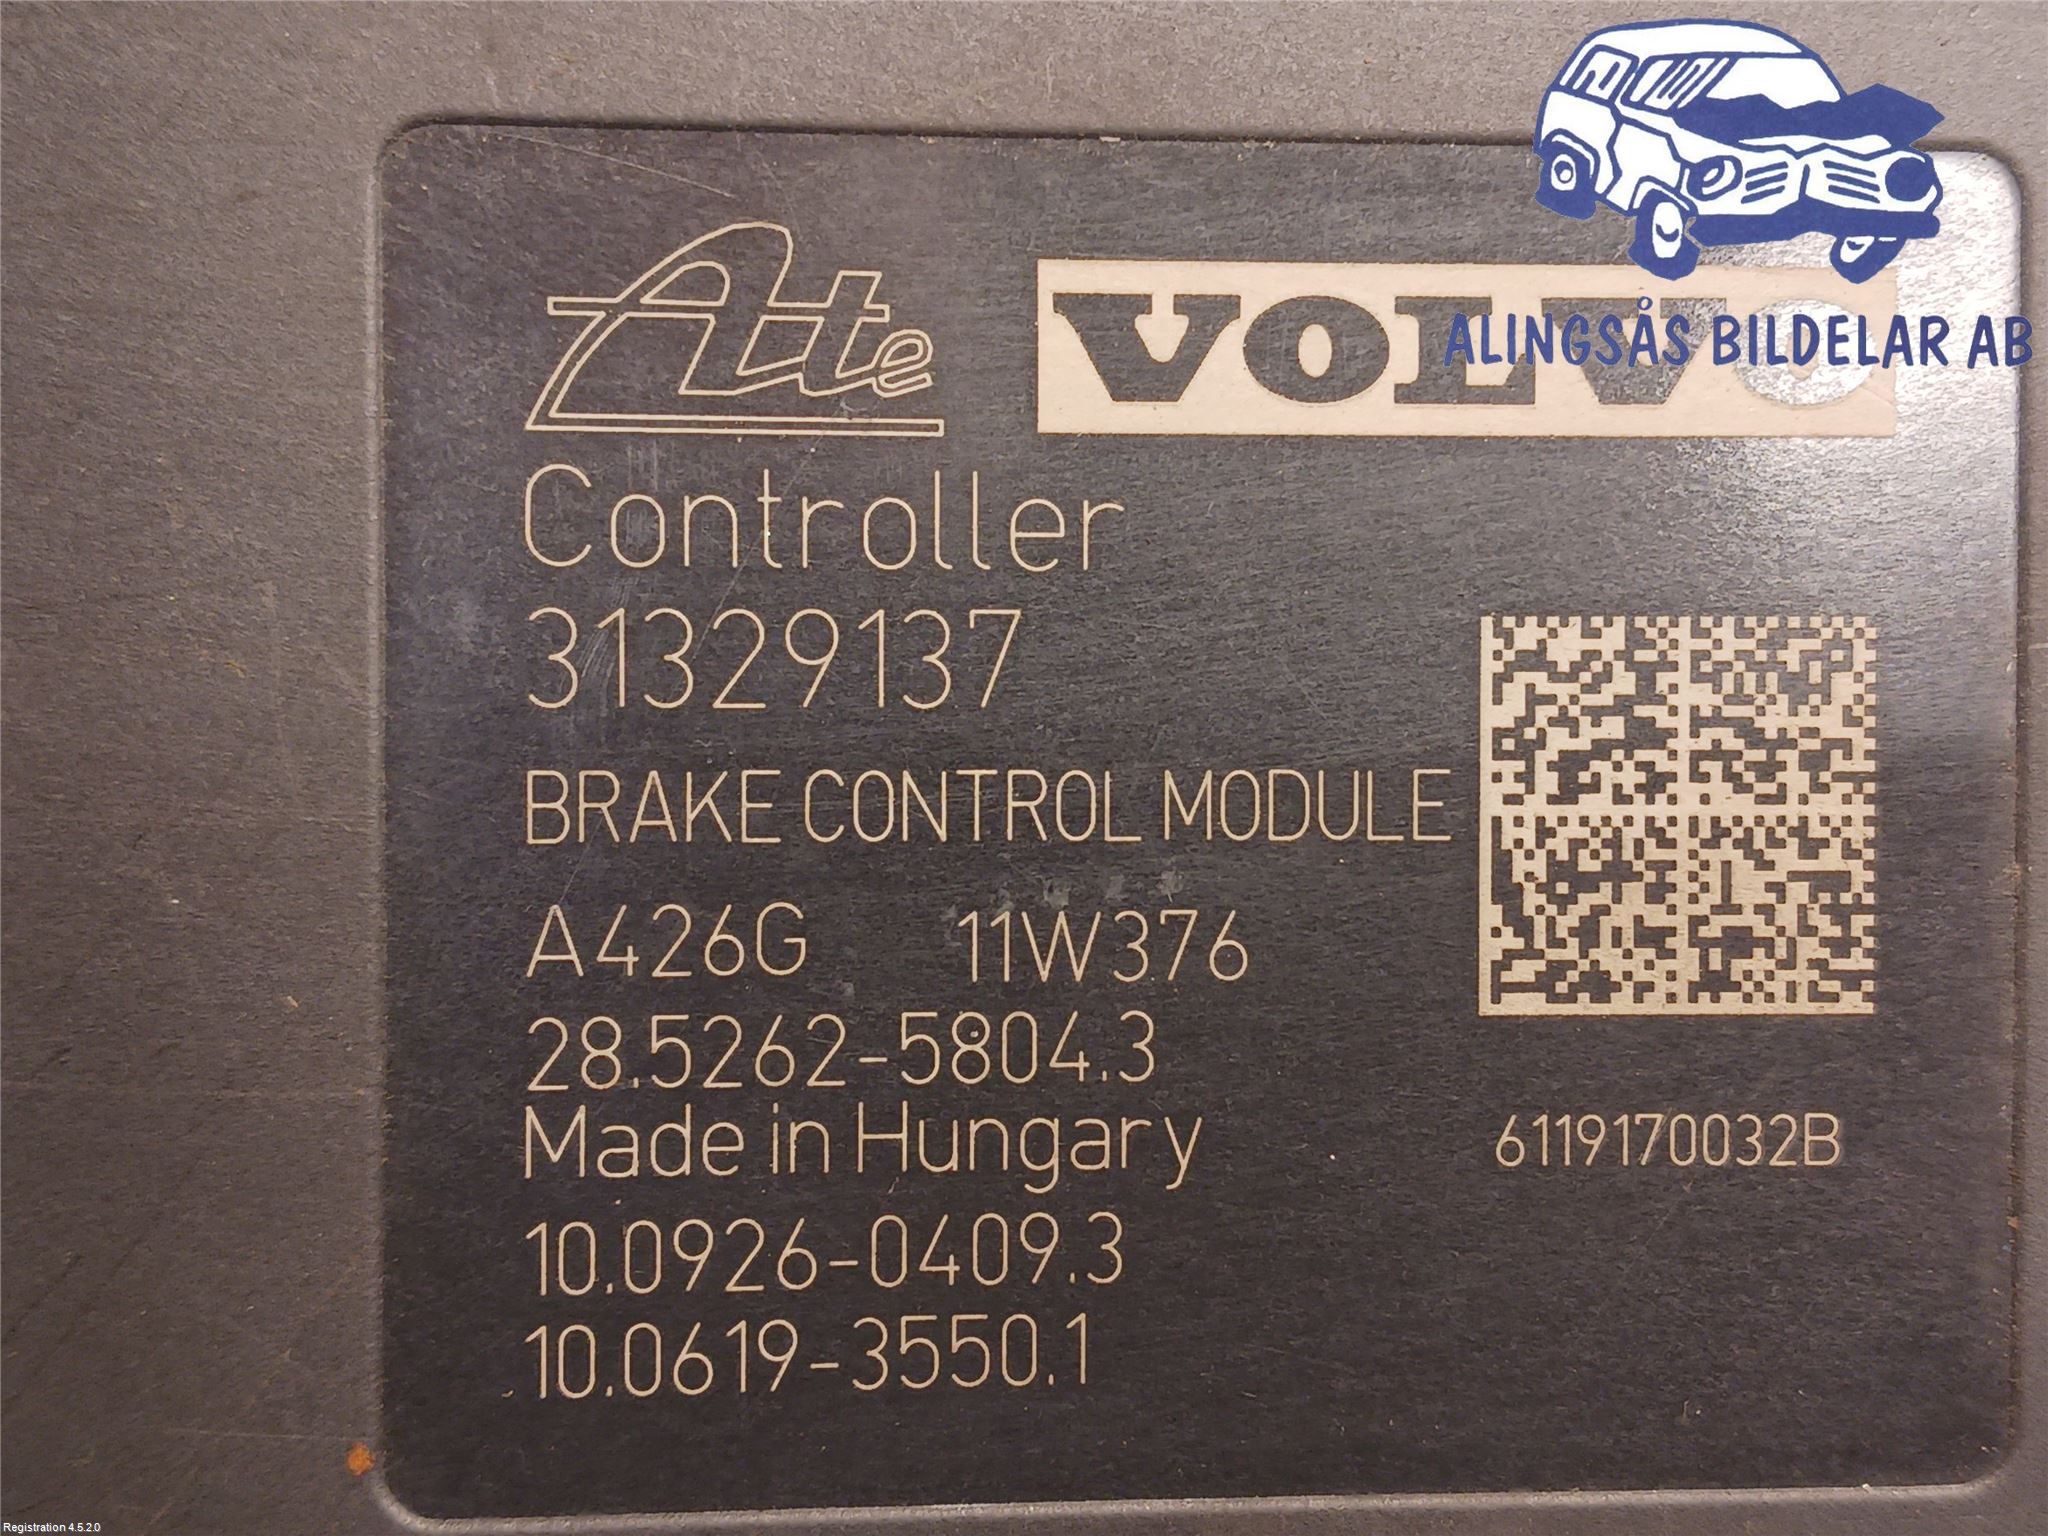 Ate VOLVO
ALINGSÅS BILDELAR AB
Controller
31329137
BRAKE CONTROL MODULE
A426G 11W376
28.5262-5804.3
Made in Hungary
6119170032B
10.0926-0409.3
10.0619-3550.1
Registration 4.5.2.0